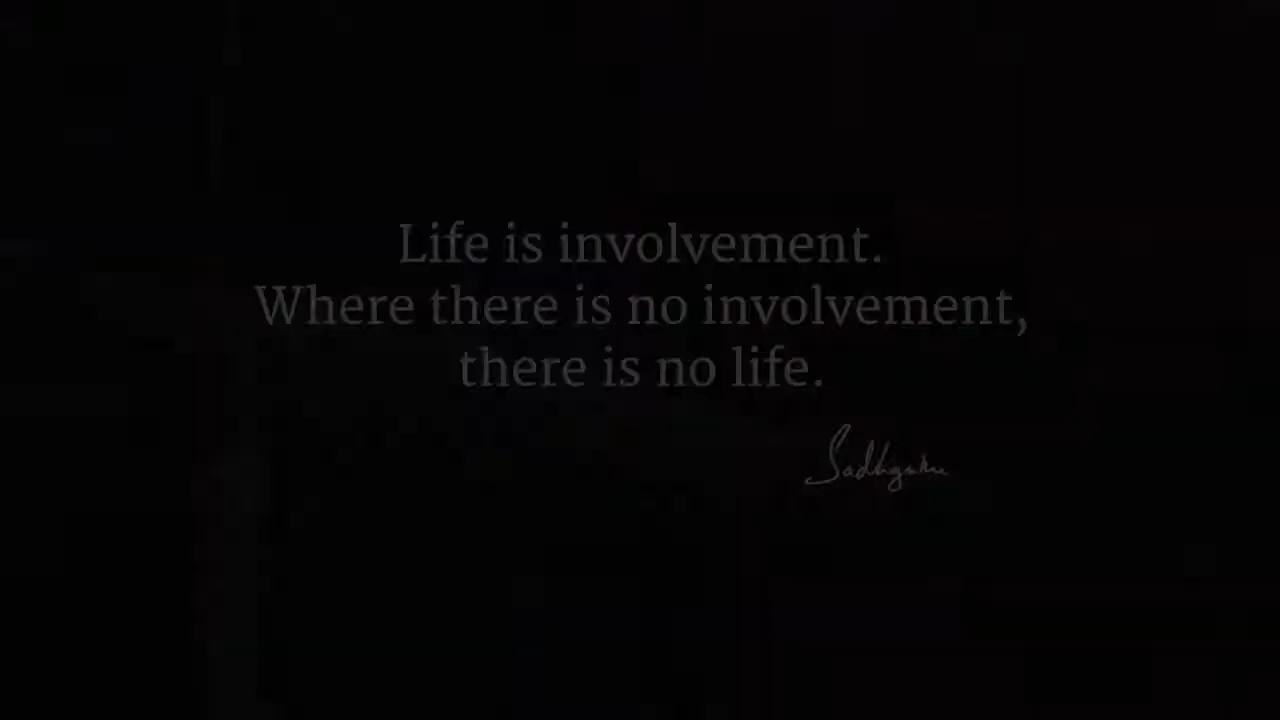 Life is involvement.
Where there is no involvement,
there is no life.
Sadhguru